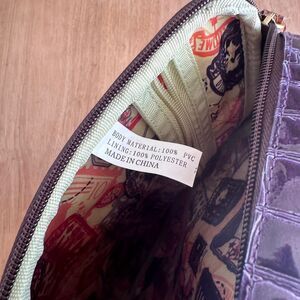 BODY MATERIAL:100% PVC
LINING:100% POLYESTER
MADE IN CHINA